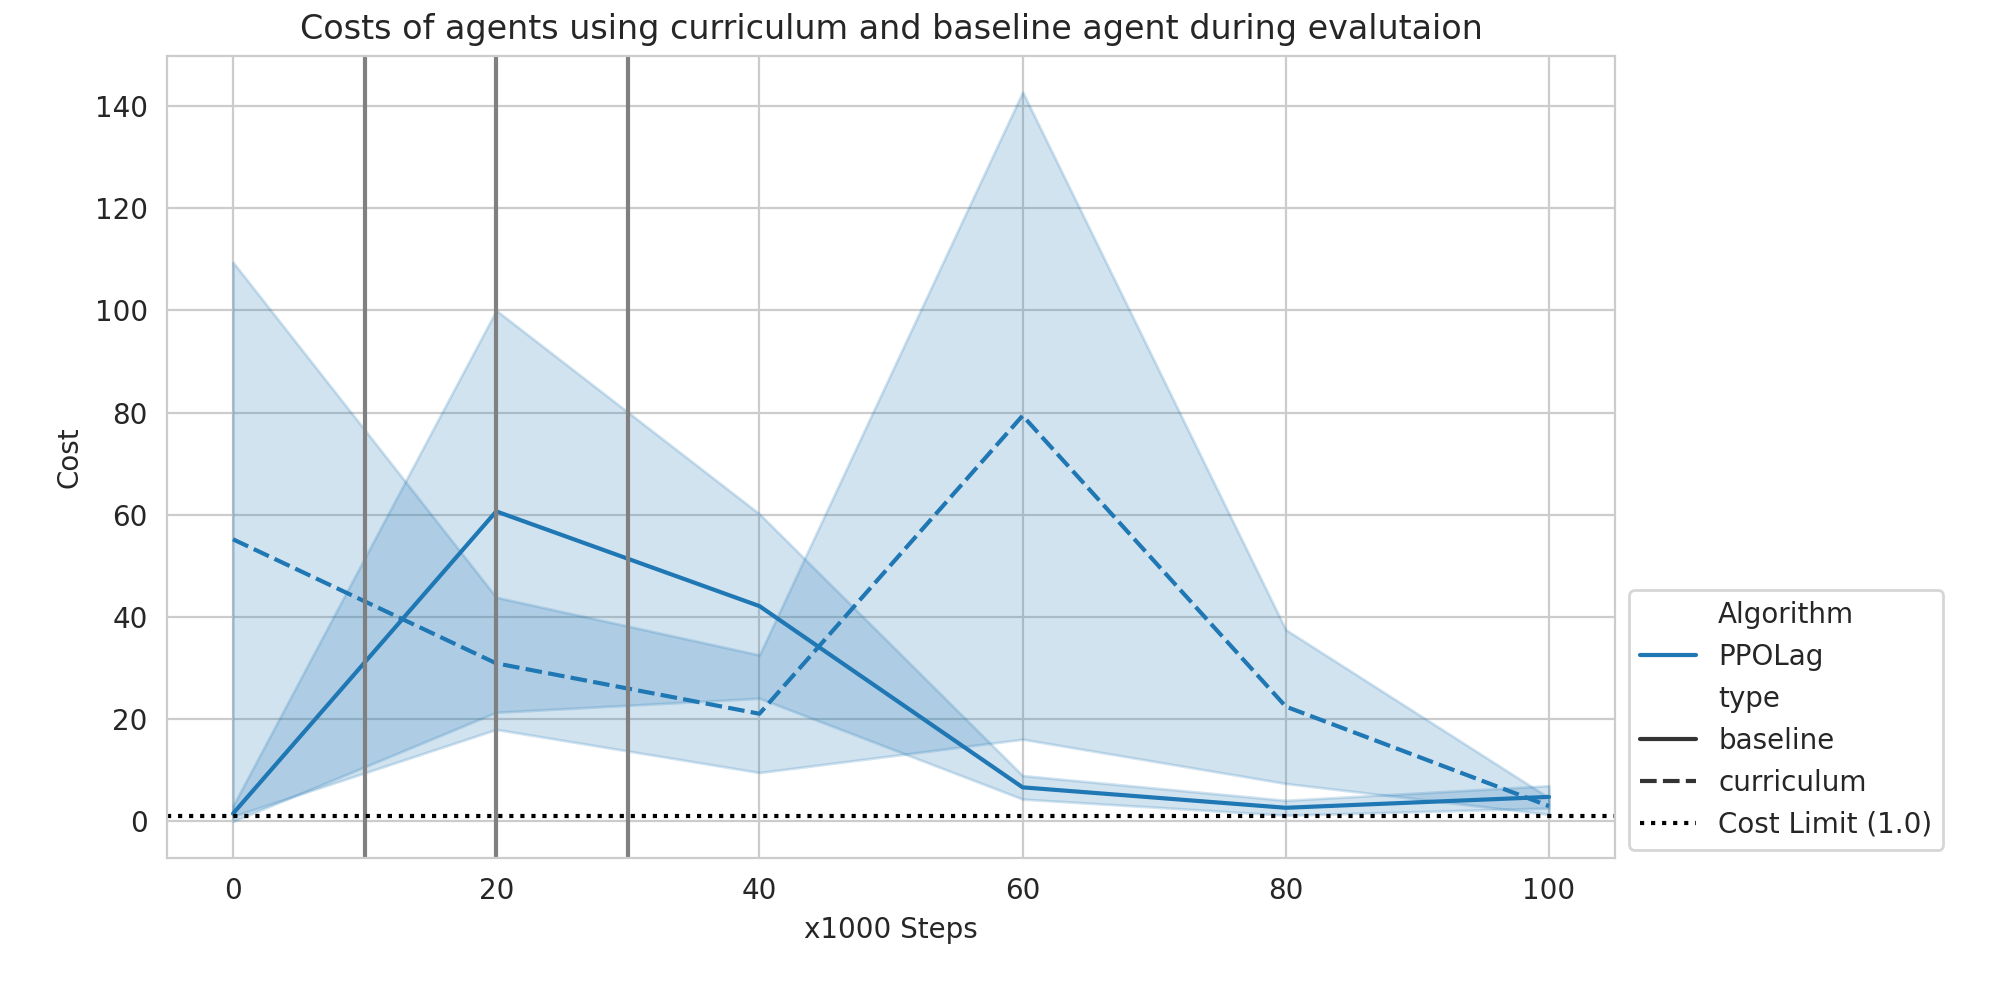 Costs of agents using curriculum and baseline agent during evalutaion
140
120
100
80
60
40
20
0
Cost
0 20 40 60 80 100
x1000 Steps
Algorithm
PPOLag
type
baseline
curriculum
Cost Limit (1.0)